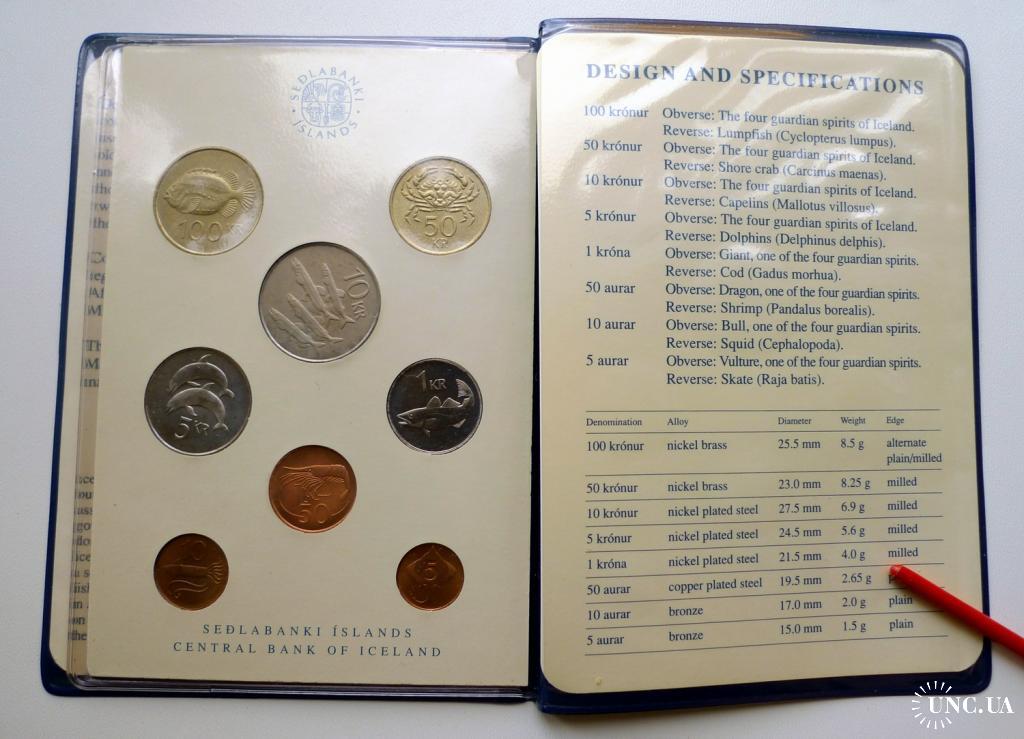 SEÐLABANKI
ÍSLANDS
100 KR
50
KR
10
KR
5 KR
1 KR
50
10
5
SEÐLABANKI ÍSLANDS
CENTRAL BANK OF ICELAND
DESIGN AND SPECIFICATIONS
100 krónur Obverse: The four guardian spirits of Iceland.
Reverse: Lumpfish (Cyclopterus lumpus).
50 krónur Obverse: The four guardian spirits of Iceland.
Reverse: Shore crab (Carcinus maenas).
10 krónur Obverse: The four guardian spirits of Iceland.
Reverse: Capelins (Mallotus villosus).
5 krónur Obverse: The four guardian spirits of Iceland.
Reverse: Dolphins (Delphinus delphis).
1 króna Obverse: Giant, one of the four guardian spirits.
Reverse: Cod (Gadus morhua).
50 aurar Obverse: Dragon, one of the four guardian spirits.
Reverse: Shrimp (Pandalus borealis).
10 aurar Obverse: Bull, one of the four guardian spirits.
Reverse: Squid (Cephalopoda).
5 aurar Obverse: Vulture, one of the four guardian spirits.
Reverse: Skate (Raja batis).
Denomination Alloy Diameter Weight Edge
100 krónur nickel brass 25.5 mm 8.5 g alternate
plain/milled
50 krónur nickel brass 23.0 mm 8.25 g milled
10 krónur nickel plated steel 27.5 mm 6.9 g milled
5 krónur nickel plated steel 24.5 mm 5.6 g milled
1 króna nickel plated steel 21.5 mm 4.0 g milled
50 aurar copper plated steel 19.5 mm 2.65 g
10 aurar bronze 17.0 mm 2.0 g plain
5 aurar bronze 15.0 mm 1.5 g plain
UNC.UA